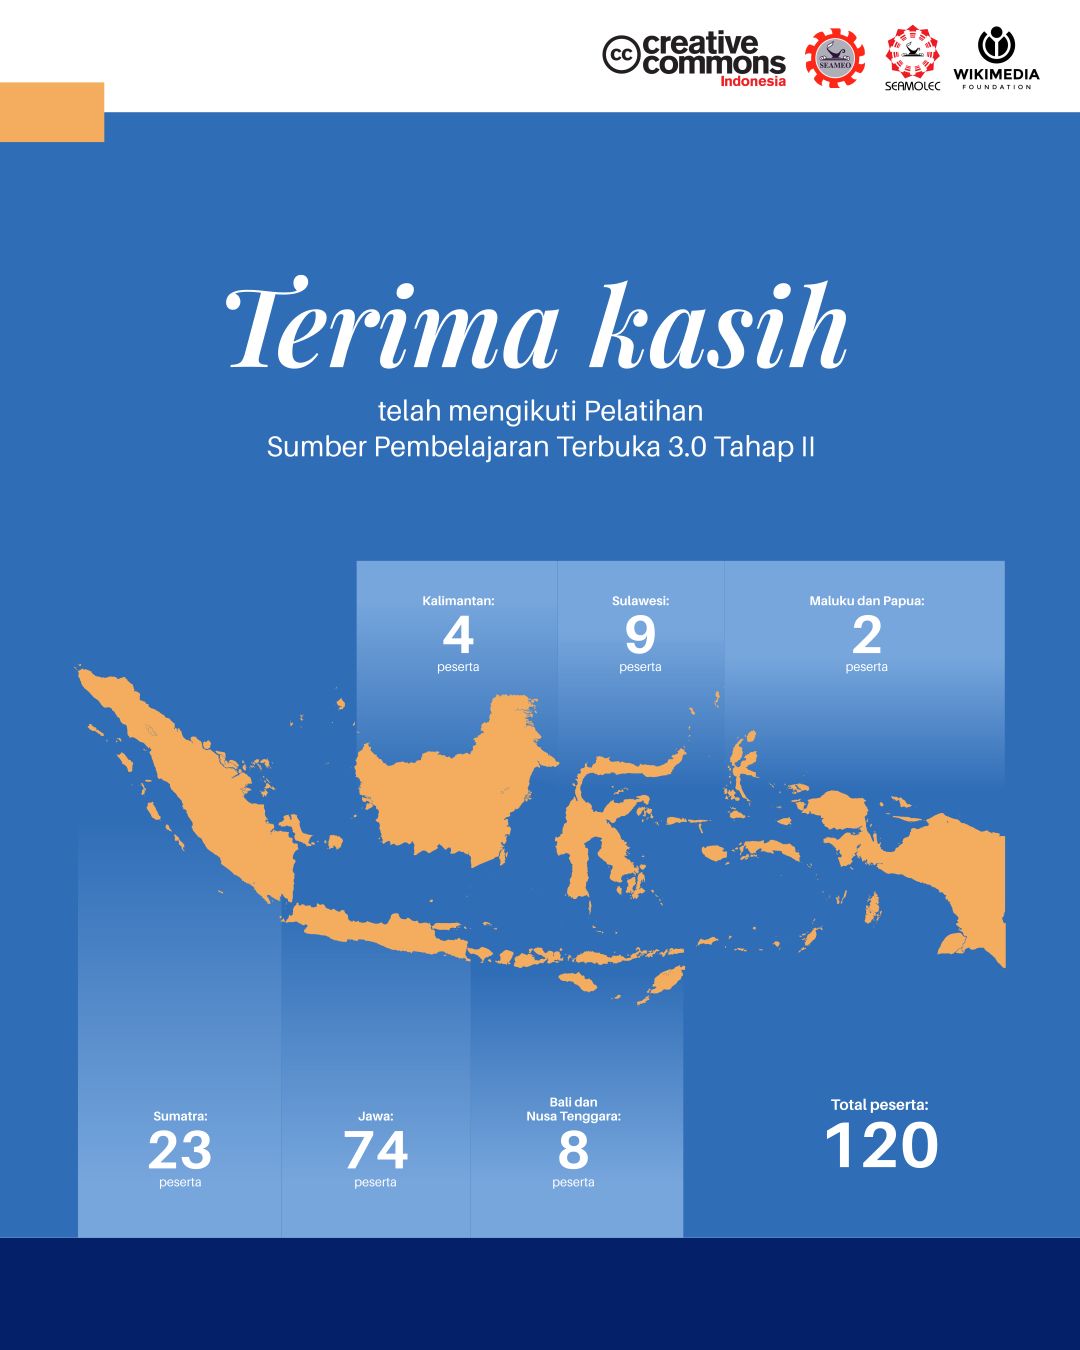 cc creative
commons
Indonesia
SEAMEO
SEAMOLEC
WIKIMEDIA
FOUNDATION
Terima kasih
telah mengikuti Pelatihan
Sumber Pembelajaran Terbuka 3.0 Tahap II
Kalimantan:
4
peserta
Sulawesi:
9
peserta
Maluku dan Papua:
2
peserta
Sumatra:
23
peserta
Jawa:
74
peserta
Bali dan
Nusa Tenggara:
8
peserta
Total peserta:
120